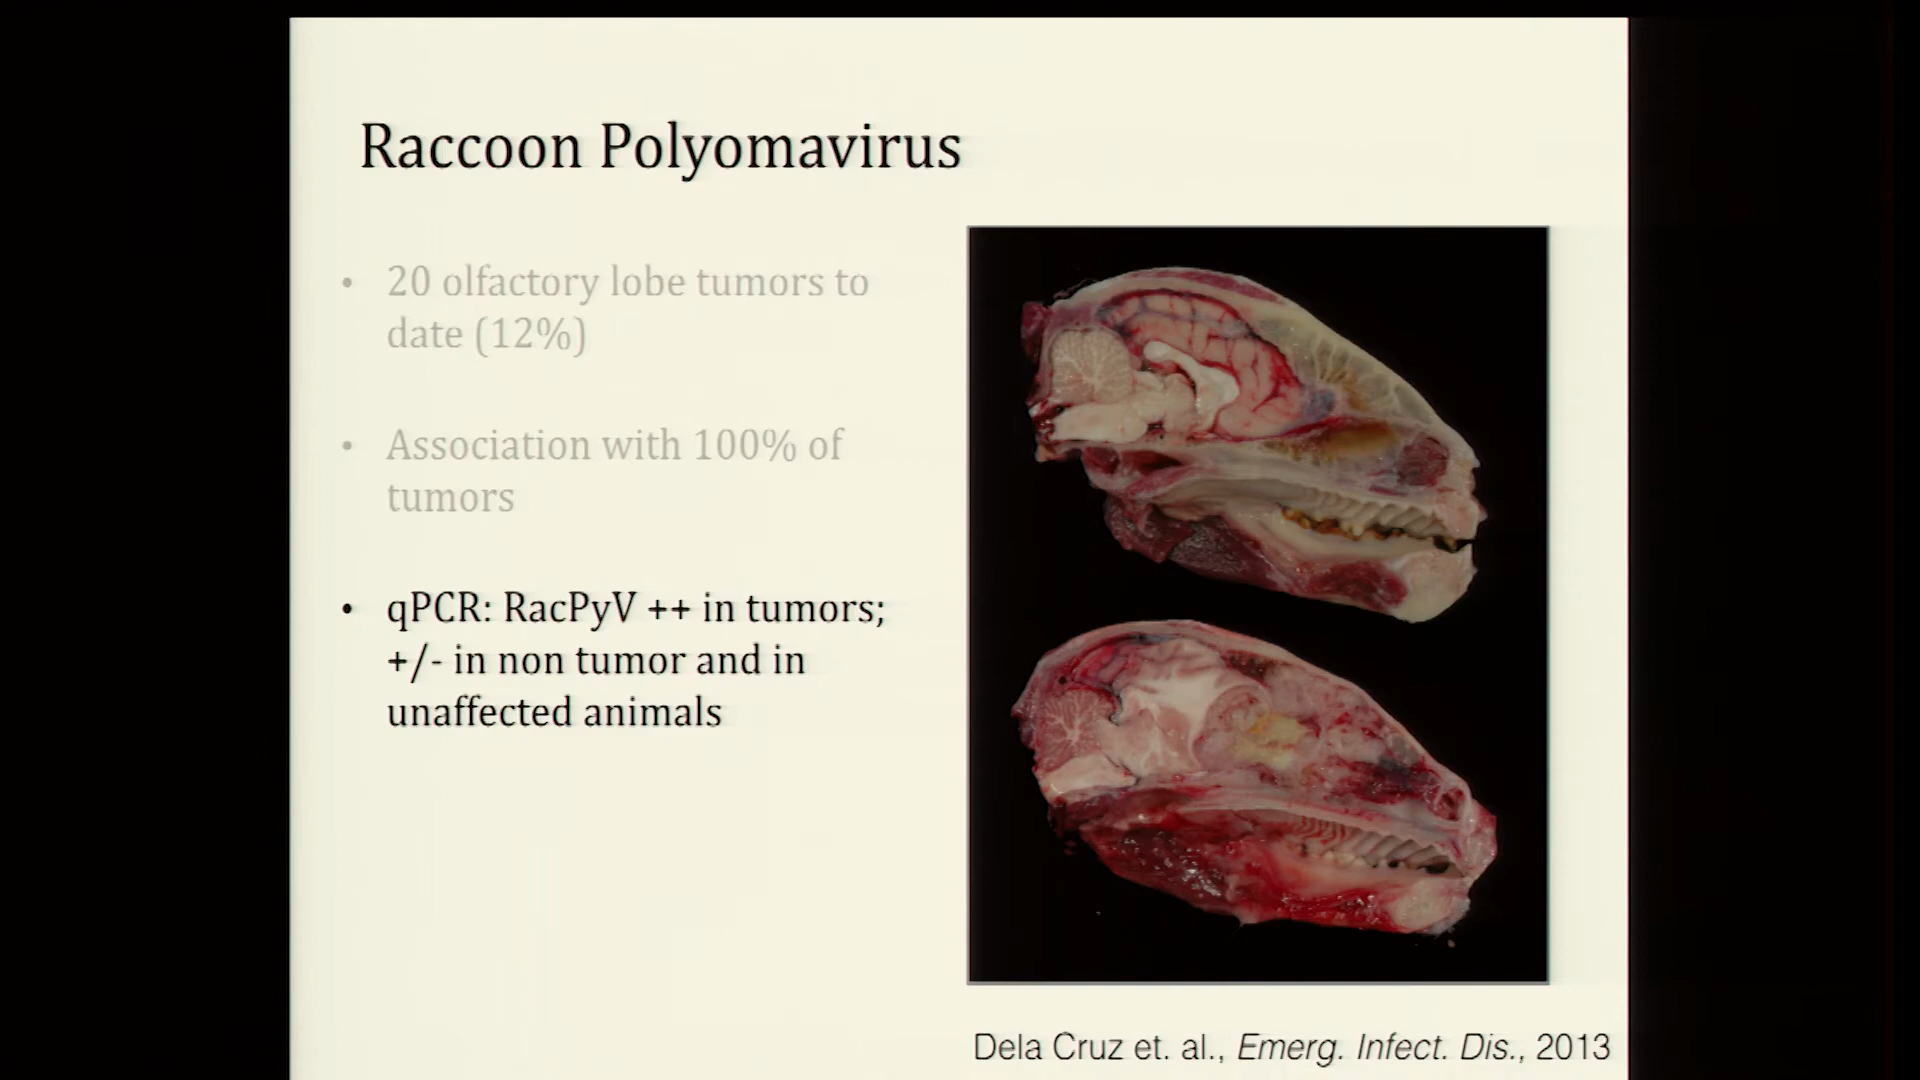 Raccoon Polyomavirus
• 20 olfactory lobe tumors to
date (12%)
• Association with 100% of
tumors
• qPCR: RacPyV ++ in tumors;
+/- in non tumor and in
unaffected animals
Dela Cruz et. al., Emerg. Infect. Dis., 2013